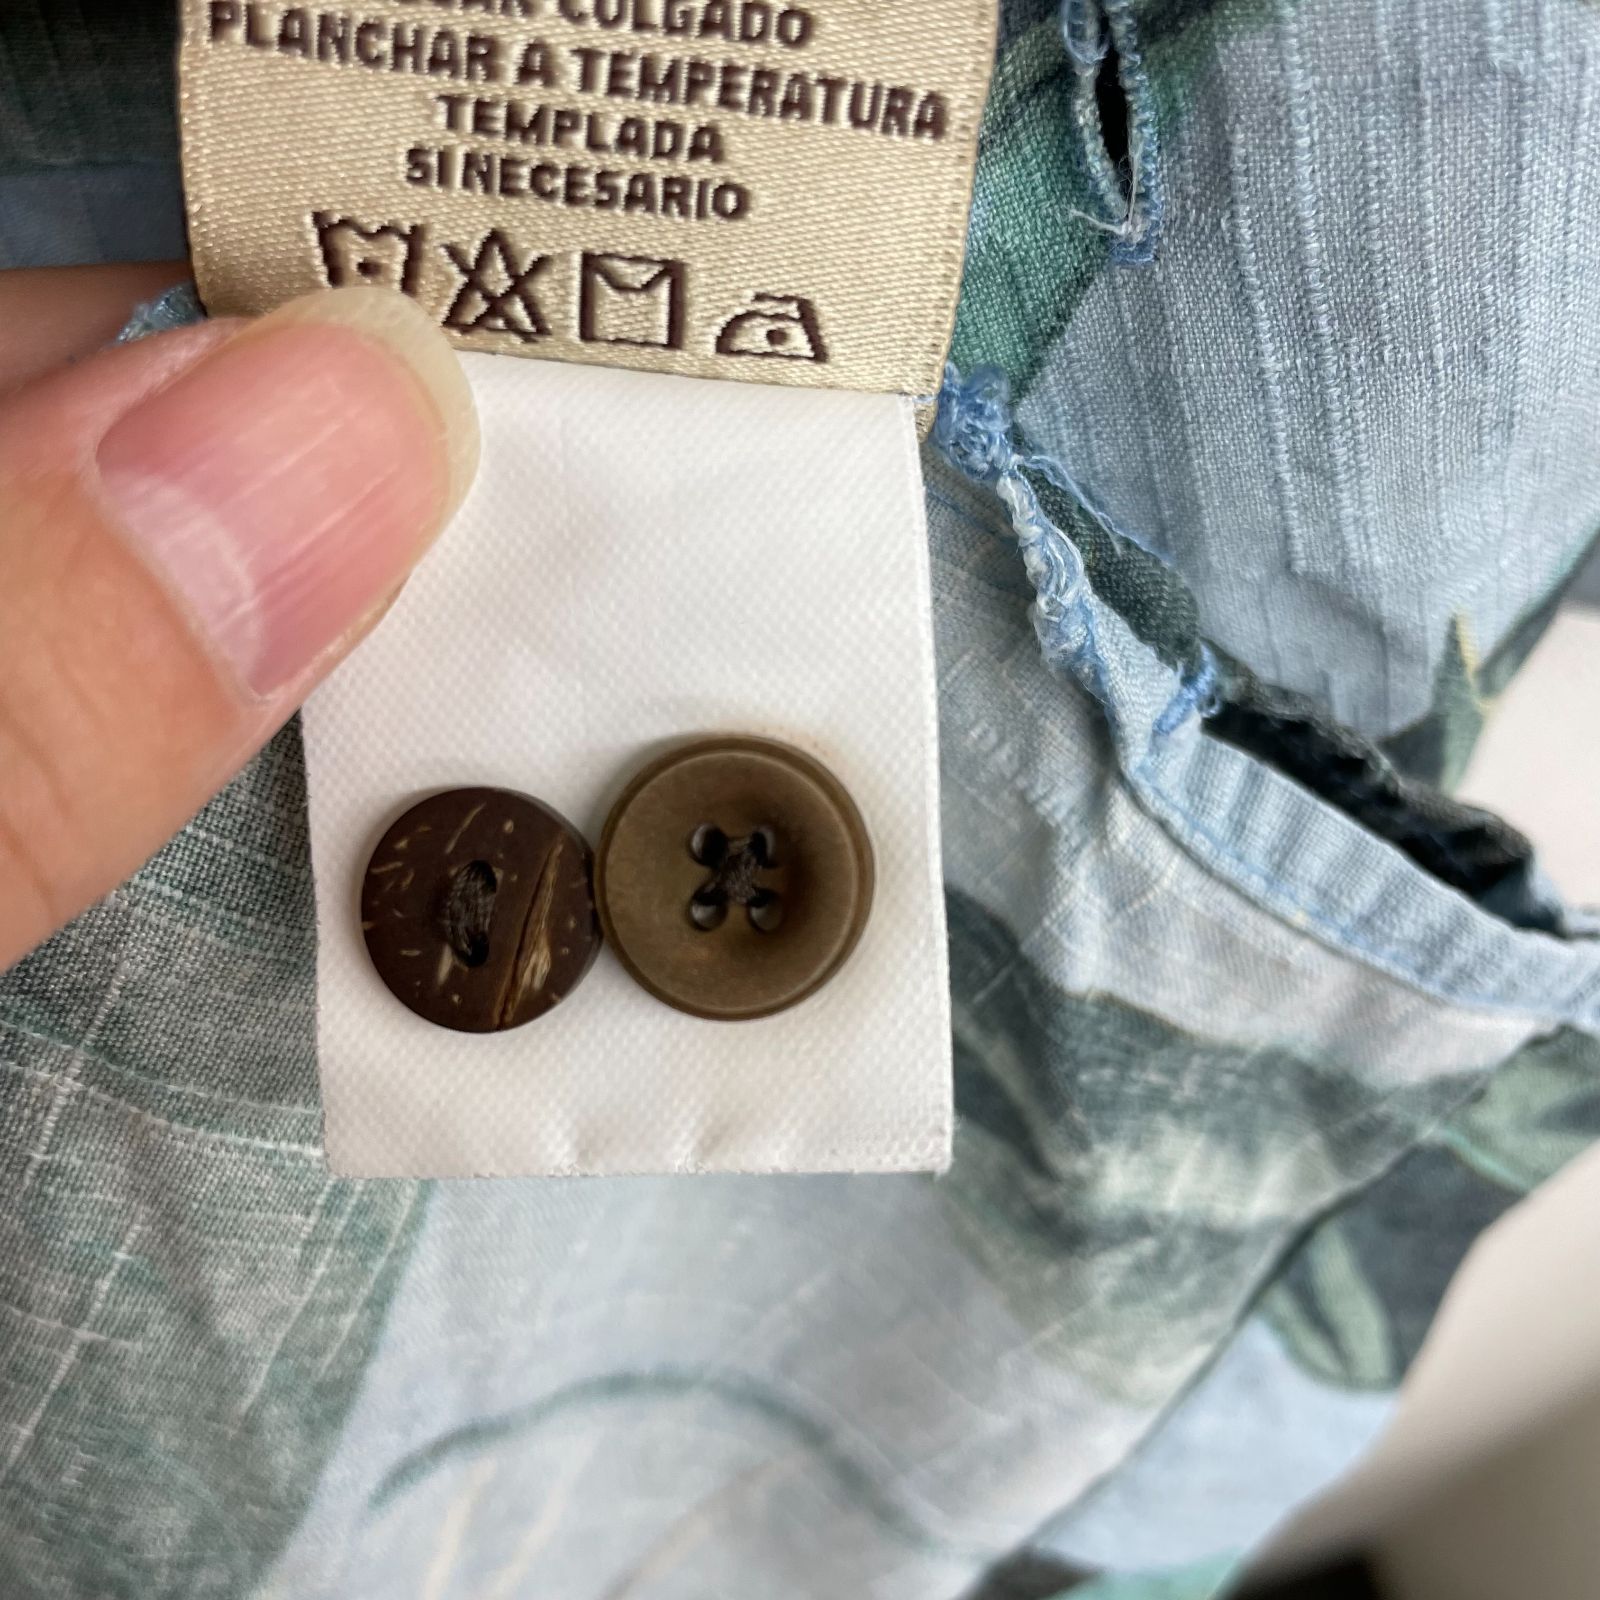 COLGADO
PLANCHAR A TEMPERATURA
TEMPLADA
SI NECESARIO